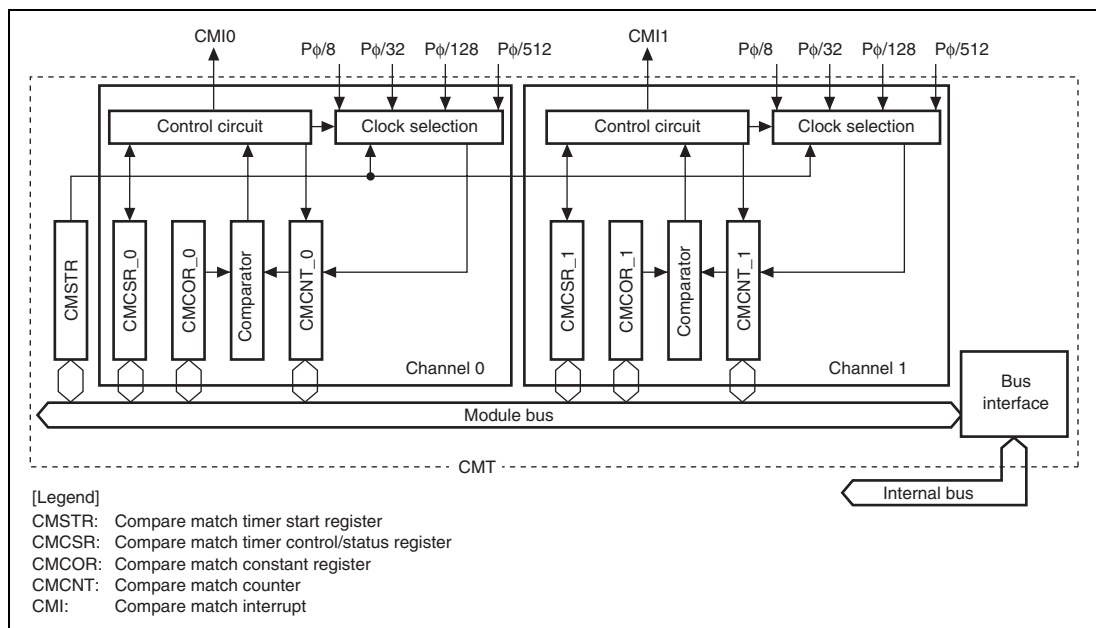 CMI0 Pϕ/8 Pϕ/32 Pϕ/128 Pϕ/512 CMI1 Pϕ/8 Pϕ/32 Pϕ/128 Pϕ/512
Control circuit Clock selection Control circuit Clock selection
CMSTR
CMCSR_0
CMCOR_0
Comparator
CMCNT_0
CMCSR_1
CMCOR_1
Comparator
CMCNT_1
Channel 0 Channel 1
Bus
interface
Module bus
CMT
Internal bus
[Legend]
CMSTR: Compare match timer start register
CMCSR: Compare match timer control/status register
CMCOR: Compare match constant register
CMCNT: Compare match counter
CMI: Compare match interrupt